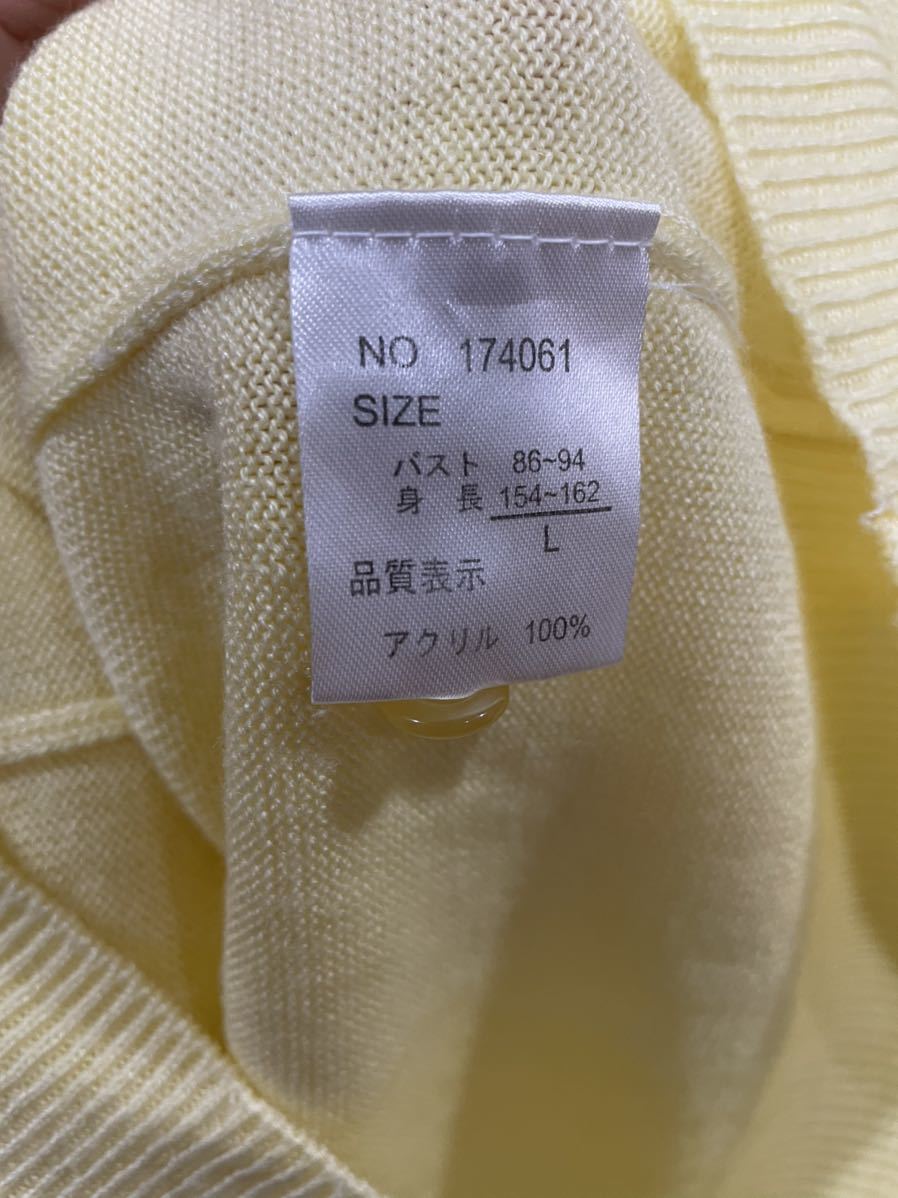 NO 174061
SIZE
バスト 86~94
身 長 154~162
L
品質表示
アクリル 100%